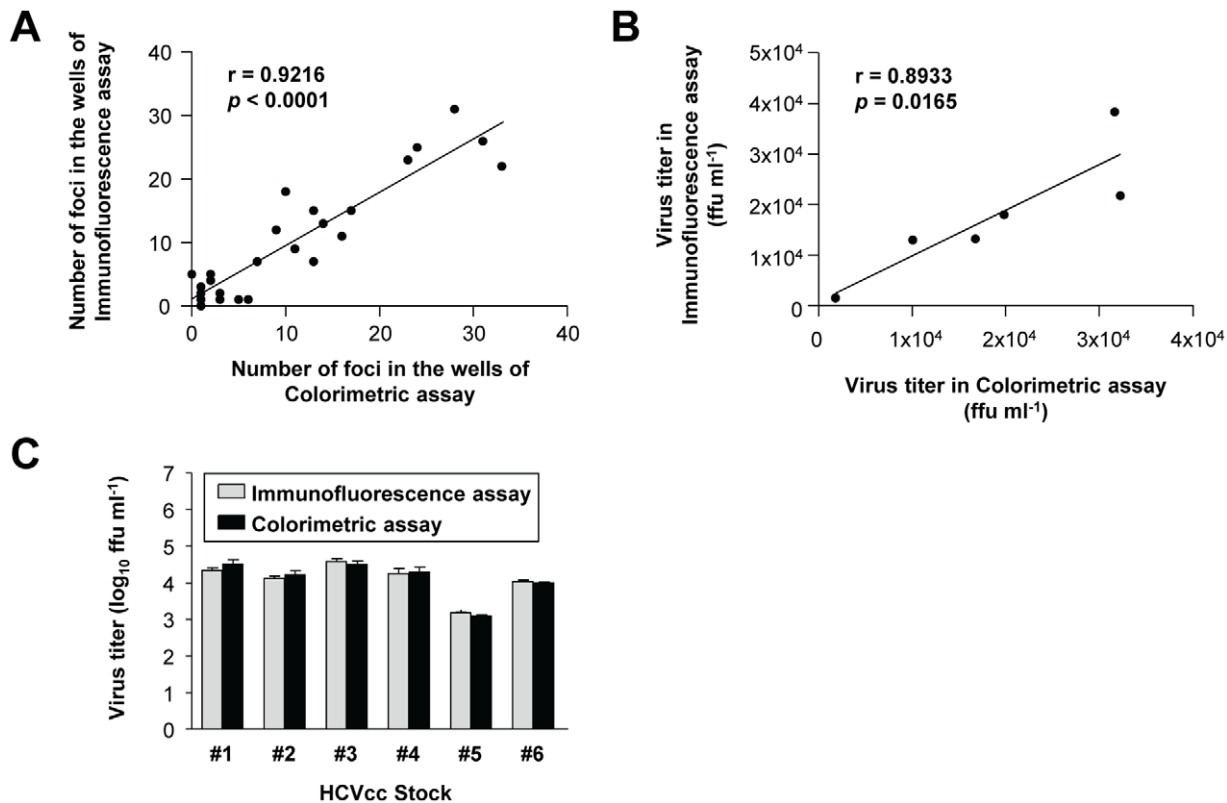 A
Number of foci in the wells of
Immunofluorescence assay
40
30
20
10
0
r = 0.9216
p < 0.0001
0 10 20 30 40
Number of foci in the wells of
Colorimetric assay
B
Virus titer in
Immunofluorescence assay
(ffu ml⁻¹)
5x10⁴
4x10⁴
3x10⁴
2x10⁴
1x10⁴
0
r = 0.8933
p = 0.0165
0 1x10⁴ 2x10⁴ 3x10⁴ 4x10⁴
Virus titer in Colorimetric assay
(ffu ml⁻¹)
C
Virus titer (log₁₀ ffu ml⁻¹)
7
6
5
4
3
2
1
0
Immunofluorescence assay
Colorimetric assay
#1 #2 #3 #4 #5 #6
HCVcc Stock